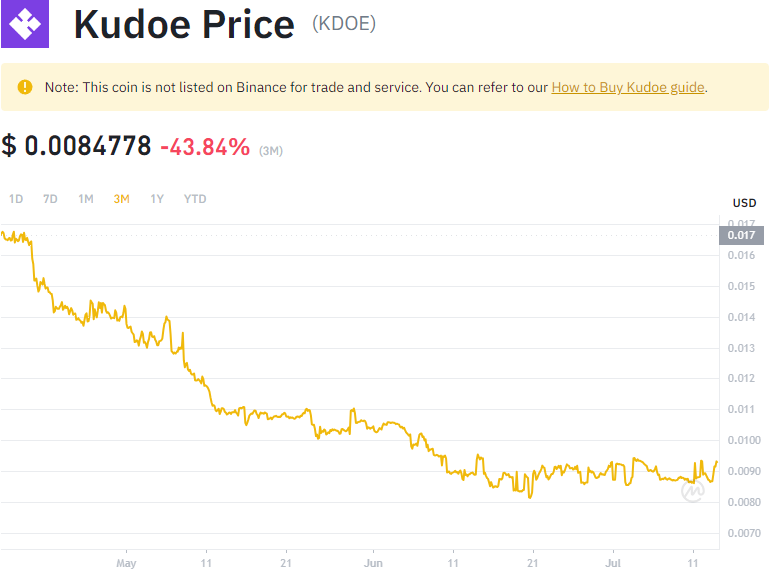 Kudoe Price (KDOE)
Note: This coin is not listed on Binance for trade and service. You can refer to our How to Buy Kudoe guide.
$ 0.0084778 -43.84% (3M)
1D 7D 1M 3M 1Y YTD
USD
0.017
0.017
0.016
0.015
0.014
0.013
0.012
0.011
0.0100
0.0090
0.0080
0.0070
May 11 21 Jun 11 21 Jul 11